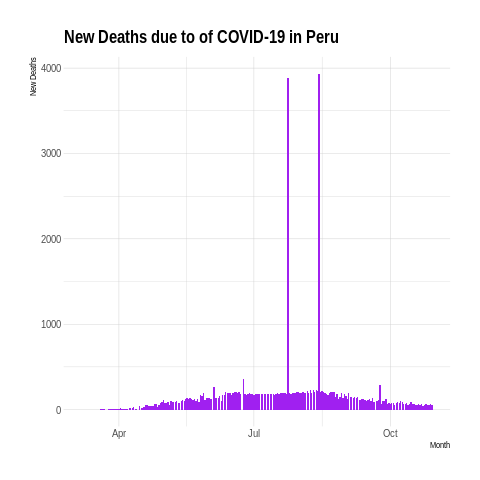 New Deaths due to of COVID-19 in Peru
New Deaths
4000
3000
2000
1000
0
Apr
Jul
Oct
Month